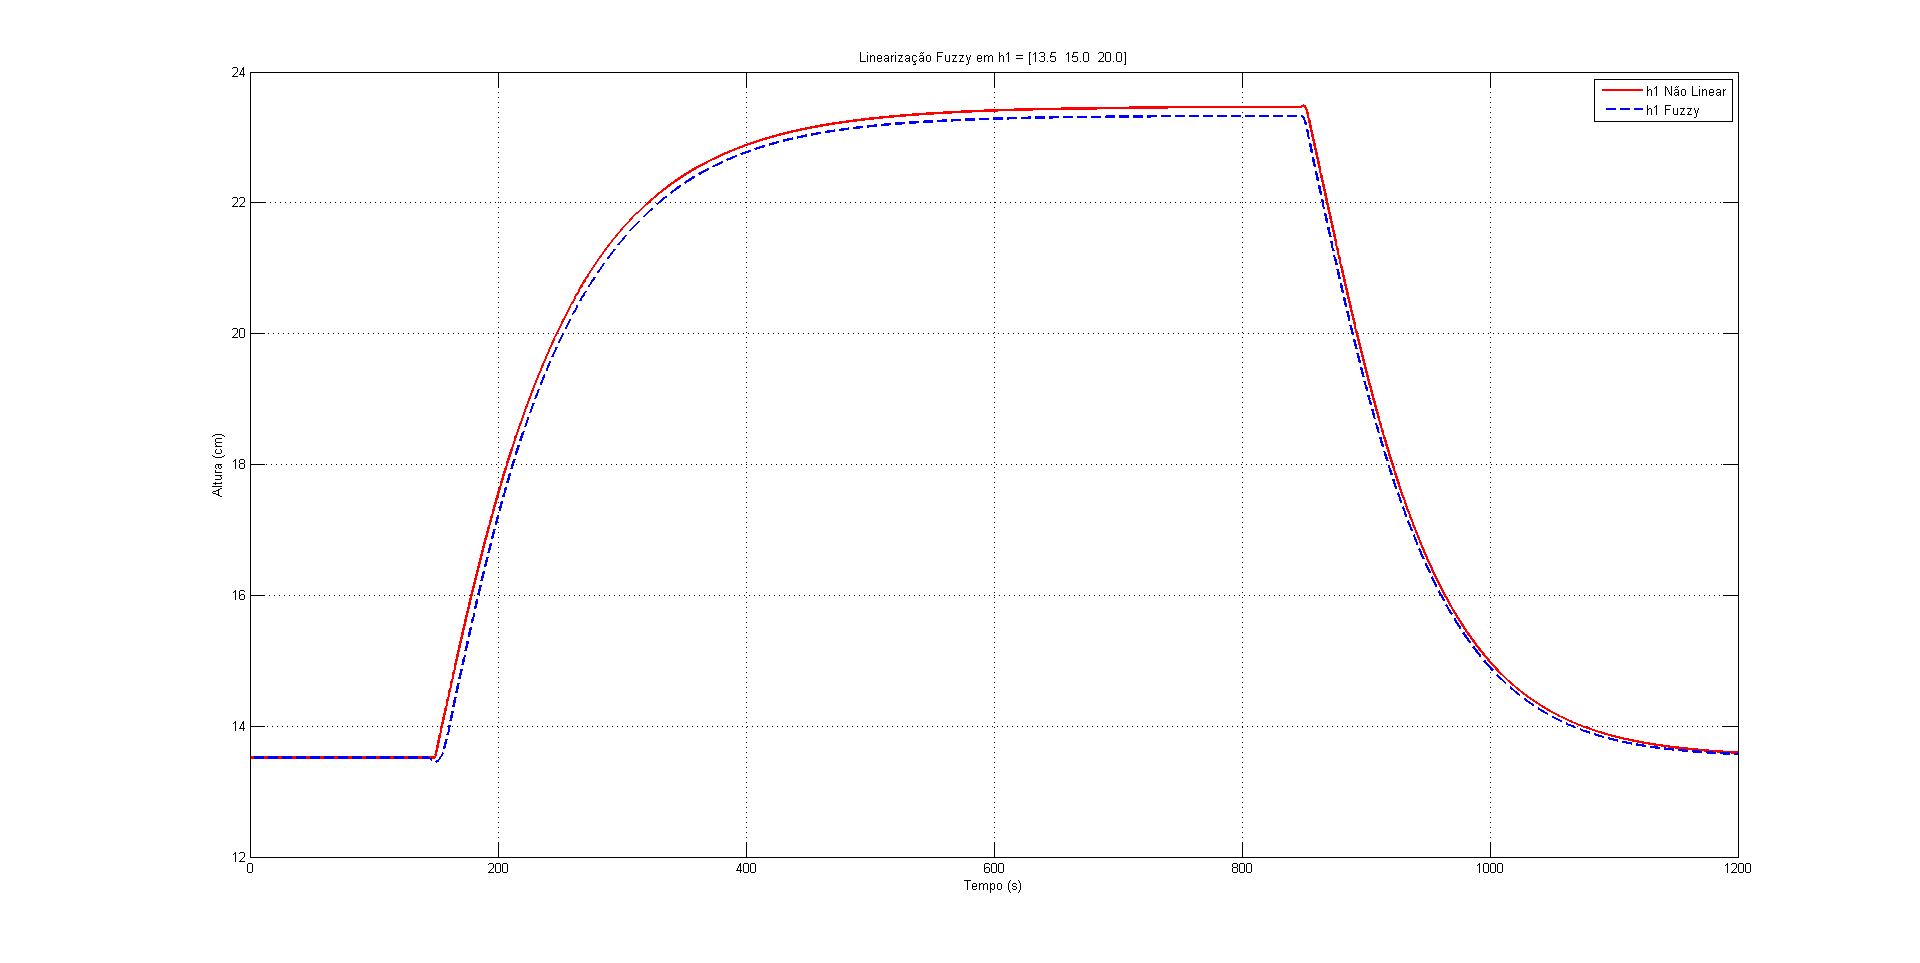 Linearização Fuzzy em h1 = [13.5 15.0 20.0]
h1 Não Linear
h1 Fuzzy
24
22
20
18
16
14
12
Altura (cm)
0 200 400 600 800 1000 1200
Tempo (s)